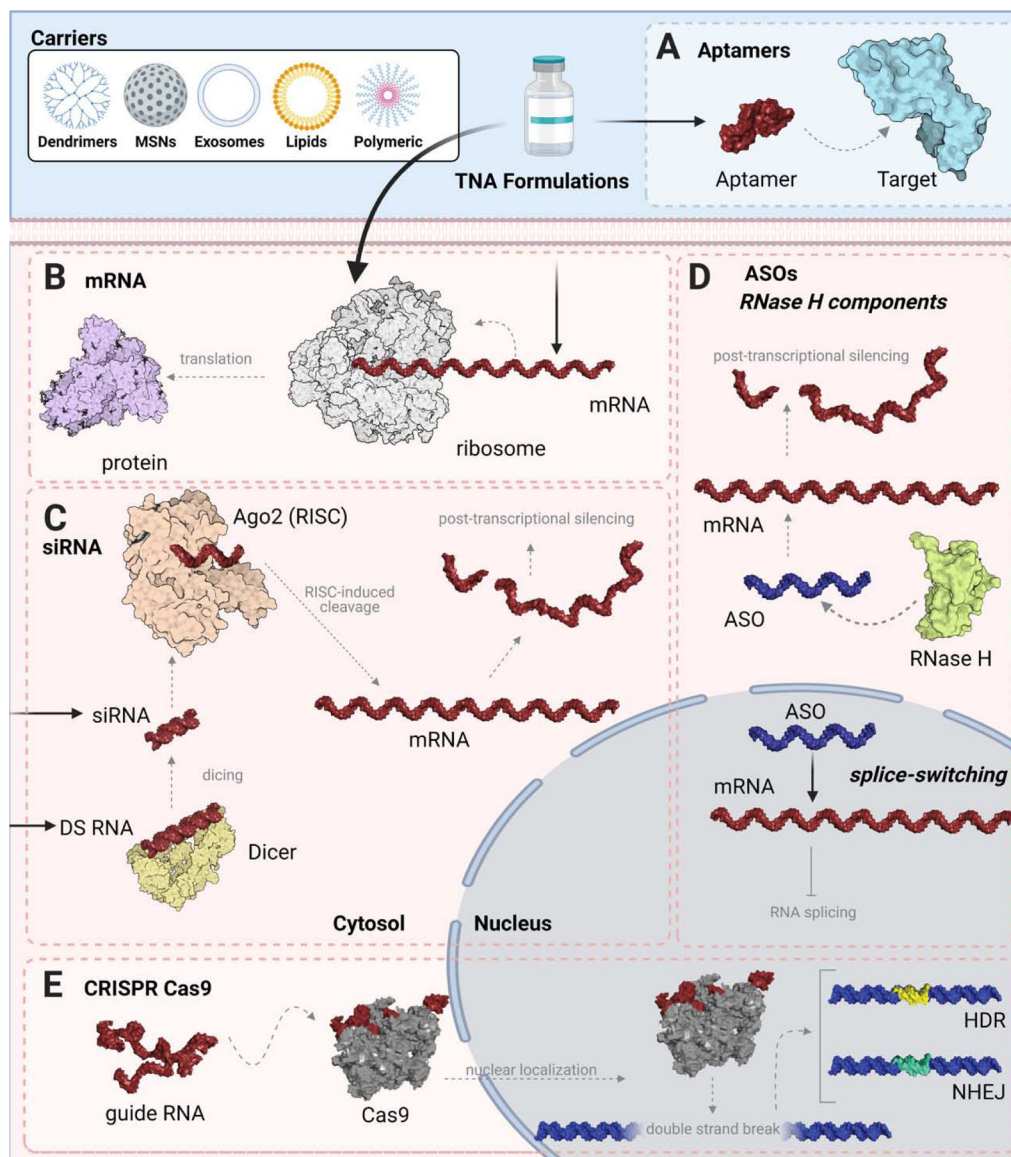 Carriers
Dendrimers
MSNs
Exosomes
Lipids
Polymeric
TNA Formulations
A
Aptamers
Aptamer
Target
B
mRNA
translation
protein
ribosome
mRNA
C
siRNA
Ago2 (RISC)
RISC-induced
cleavage
post-transcriptional silencing
mRNA
siRNA
dicing
DS RNA
Dicer
Cytosol
Nucleus
D
ASOs
RNase H components
post-transcriptional silencing
mRNA
ASO
RNase H
ASO
splice-switching
mRNA
RNA splicing
E
CRISPR Cas9
guide RNA
Cas9
nuclear localization
double strand break
HDR
NHEJ